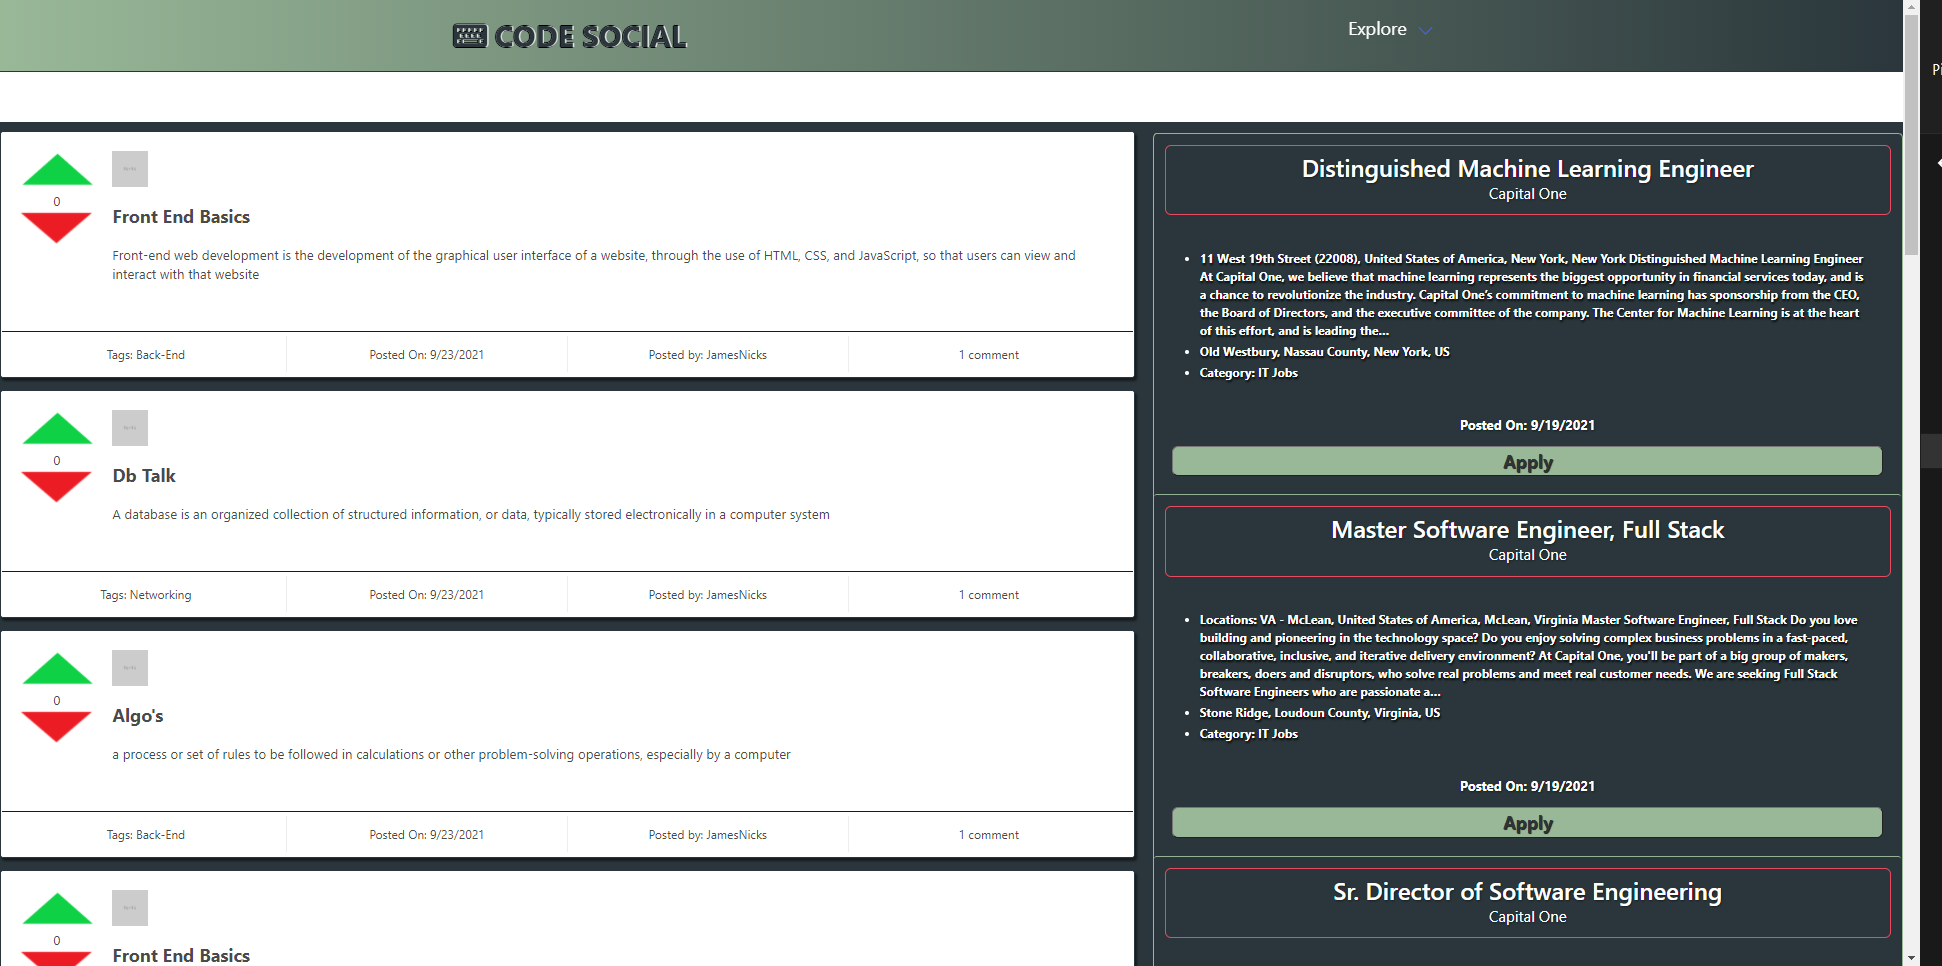 CODE SOCIAL
Explore
0
Front End Basics
Front-end web development is the development of the graphical user interface of a website, through the use of HTML, CSS, and JavaScript, so that users can view and
interact with that website
Tags: Back-End
Posted On: 9/23/2021
Posted by: JamesNicks
1 comment
0
Db Talk
A database is an organized collection of structured information, or data, typically stored electronically in a computer system
Tags: Networking
Posted On: 9/23/2021
Posted by: JamesNicks
1 comment
0
Algo's
a process or set of rules to be followed in calculations or other problem-solving operations, especially by a computer
Tags: Back-End
Posted On: 9/23/2021
Posted by: JamesNicks
1 comment
0
Front End Basics
Distinguished Machine Learning Engineer
Capital One
11 West 19th Street (22008), United States of America, New York, New York Distinguished Machine Learning Engineer
At Capital One, we believe that machine learning represents the biggest opportunity in financial services today, and is
a chance to revolutionize the industry. Capital One’s commitment to machine learning has sponsorship from the CEO,
the Board of Directors, and the executive committee of the company. The Center for Machine Learning is at the heart
of this effort, and is leading the...
Old Westbury, Nassau County, New York, US
Category: IT Jobs
Posted On: 9/19/2021
Apply
Master Software Engineer, Full Stack
Capital One
Locations: VA - McLean, United States of America, McLean, Virginia Master Software Engineer, Full Stack Do you love
building and pioneering in the technology space? Do you enjoy solving complex business problems in a fast-paced,
collaborative, inclusive, and iterative delivery environment? At Capital One, you'll be part of a big group of makers,
breakers, doers and disruptors, who solve real problems and meet real customer needs. We are seeking Full Stack
Software Engineers who are passionate a...
Stone Ridge, Loudoun County, Virginia, US
Category: IT Jobs
Posted On: 9/19/2021
Apply
Sr. Director of Software Engineering
Capital One